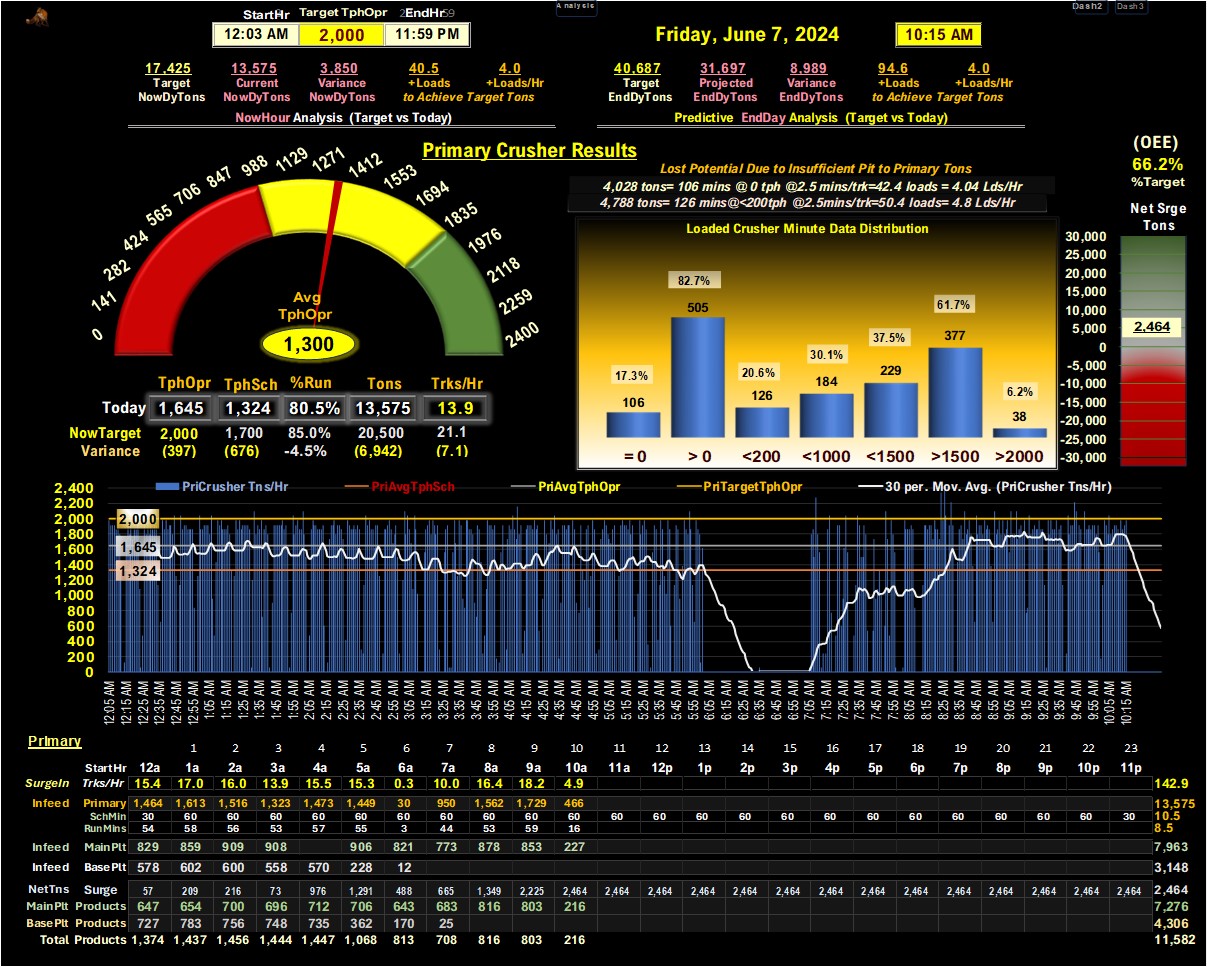 Analysis
Dash2 Dash3
StartHr Target TphOpr EndHr
12:03 AM 2,000 11:59 PM
Friday, June 7, 2024 10:15 AM
17,425 13,575 3,850 40.5 4.0
Target Current Variance +Loads +Loads/Hr
NowDyTons NowDyTons NowDyTons to Achieve Target Tons
NowHour Analysis (Target vs Today)
40,687 31,697 8,989 94.6 4.0
Target Projected Variance +Loads +Loads/Hr
EndDyTons EndDyTons EndDyTons to Achieve Target Tons
Predictive EndDay Analysis (Target vs Today)
Primary Crusher Results
0 141 282 424 565 706 847 988 1129 1271 1412 1553 1694 1835 1976 2118 2259 2400
Avg
TphOpr
1,300
TphOpr TphSch %Run Tons Trks/Hr
Today 1,645 1,324 80.5% 13,575 13.9
NowTarget 2,000 1,700 85.0% 20,500 21.1
Variance (397) (676) -4.5% (6,942) (7.1)
Lost Potential Due to Insufficient Pit to Primary Tons
4,028 tons= 106 mins @ 0 tph @2.5 mins/trk=42.4 loads = 4.04 Lds/Hr
4,788 tons= 126 mins@<200tph @2.5mins/trk=50.4 loads= 4.8 Lds/Hr
Loaded Crusher Minute Data Distribution
17.3% 82.7% 20.6% 30.1% 37.5% 61.7% 6.2%
106 505 126 184 229 377 38
= 0 > 0 <200 <1000 <1500 >1500 >2000
(OEE)
66.2%
%Target
Net Srge
Tons
30,000
25,000
20,000
15,000
10,000
5,000
0
-5,000
-10,000
-15,000
-20,000
-25,000
-30,000
2,464
PriCrusher Tns/Hr PriAvgTphSch PriAvgTphOpr PriTargetTphOpr 30 per. Mov. Avg. (PriCrusher Tns/Hr)
2,400
2,200
2,000
1,800
1,600
1,400
1,200
1,000
800
600
400
200
0
2,000
1,645
1,324
12:05 AM 12:15 AM 12:25 AM 12:35 AM 12:45 AM 12:55 AM 1:05 AM 1:15 AM 1:25 AM 1:35 AM 1:45 AM 1:55 AM 2:05 AM 2:15 AM 2:25 AM 2:35 AM 2:45 AM 2:55 AM 3:05 AM 3:15 AM 3:25 AM 3:35 AM 3:45 AM 3:55 AM 4:05 AM 4:15 AM 4:25 AM 4:35 AM 4:45 AM 4:55 AM 5:05 AM 5:15 AM 5:25 AM 5:35 AM 5:45 AM 5:55 AM 6:05 AM 6:15 AM 6:25 AM 6:35 AM 6:45 AM 6:55 AM 7:05 AM 7:15 AM 7:25 AM 7:35 AM 7:45 AM 7:55 AM 8:05 AM 8:15 AM 8:25 AM 8:35 AM 8:45 AM 8:55 AM 9:05 AM 9:15 AM 9:25 AM 9:35 AM 9:45 AM 9:55 AM 10:05 AM 10:15 AM
Primary
1 2 3 4 5 6 7 8 9 10 11 12 13 14 15 16 17 18 19 20 21 22 23
StartHr 12a 1a 2a 3a 4a 5a 6a 7a 8a 9a 10a 11a 12p 1p 2p 3p 4p 5p 6p 7p 8p 9p 10p 11p
SurgeIn Trks/Hr 15.4 17.0 16.0 13.9 15.5 15.3 0.3 10.0 16.4 18.2 4.9 142.9
Infeed Primary 1,464 1,613 1,516 1,323 1,473 1,449 30 950 1,562 1,729 466 13,575
SchMin 30 60 60 60 60 60 60 60 60 60 60 60 60 60 60 60 60 60 60 60 60 60 60 30 10.5
RunMins 54 58 56 53 57 55 3 44 53 59 16 8.5
Infeed MainPlt 829 859 909 908 906 821 773 878 853 227 7,963
Infeed BasePlt 578 602 600 558 570 228 12 3,148
NetTns Surge 57 209 216 73 976 1,291 488 665 1,349 2,225 2,464 2,464 2,464 2,464 2,464 2,464 2,464 2,464 2,464 2,464 2,464 2,464 2,464 2,464 2,464
MainPlt Products 647 654 700 696 712 706 643 683 816 803 216 7,276
BasePlt Products 727 783 756 748 735 362 170 25 4,306
Total Products 1,374 1,437 1,456 1,444 1,447 1,068 813 708 816 803 216 11,582